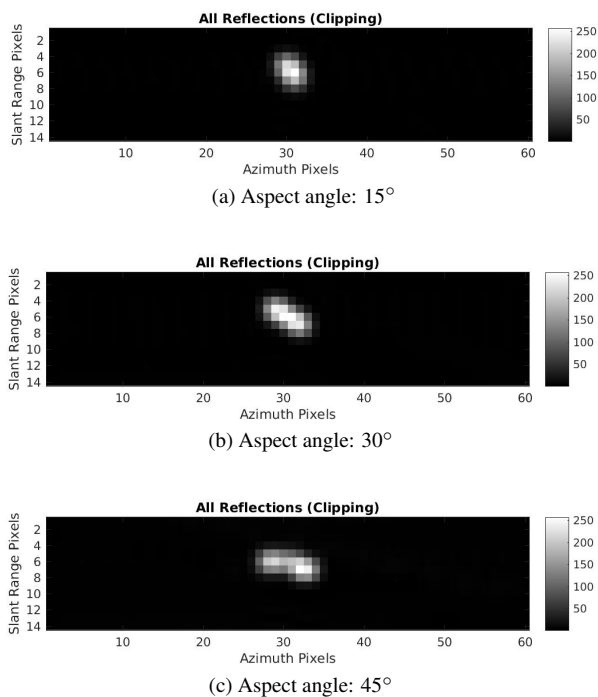 All Reflections (Clipping)
Slant Range Pixels
2
4
6
8
10
12
14
10 20 30 40 50 60
Azimuth Pixels
250
200
150
100
50
(a) Aspect angle: 15°
All Reflections (Clipping)
Slant Range Pixels
2
4
6
8
10
12
14
10 20 30 40 50 60
Azimuth Pixels
250
200
150
100
50
(b) Aspect angle: 30°
All Reflections (Clipping)
Slant Range Pixels
2
4
6
8
10
12
14
10 20 30 40 50 60
Azimuth Pixels
250
200
150
100
50
(c) Aspect angle: 45°